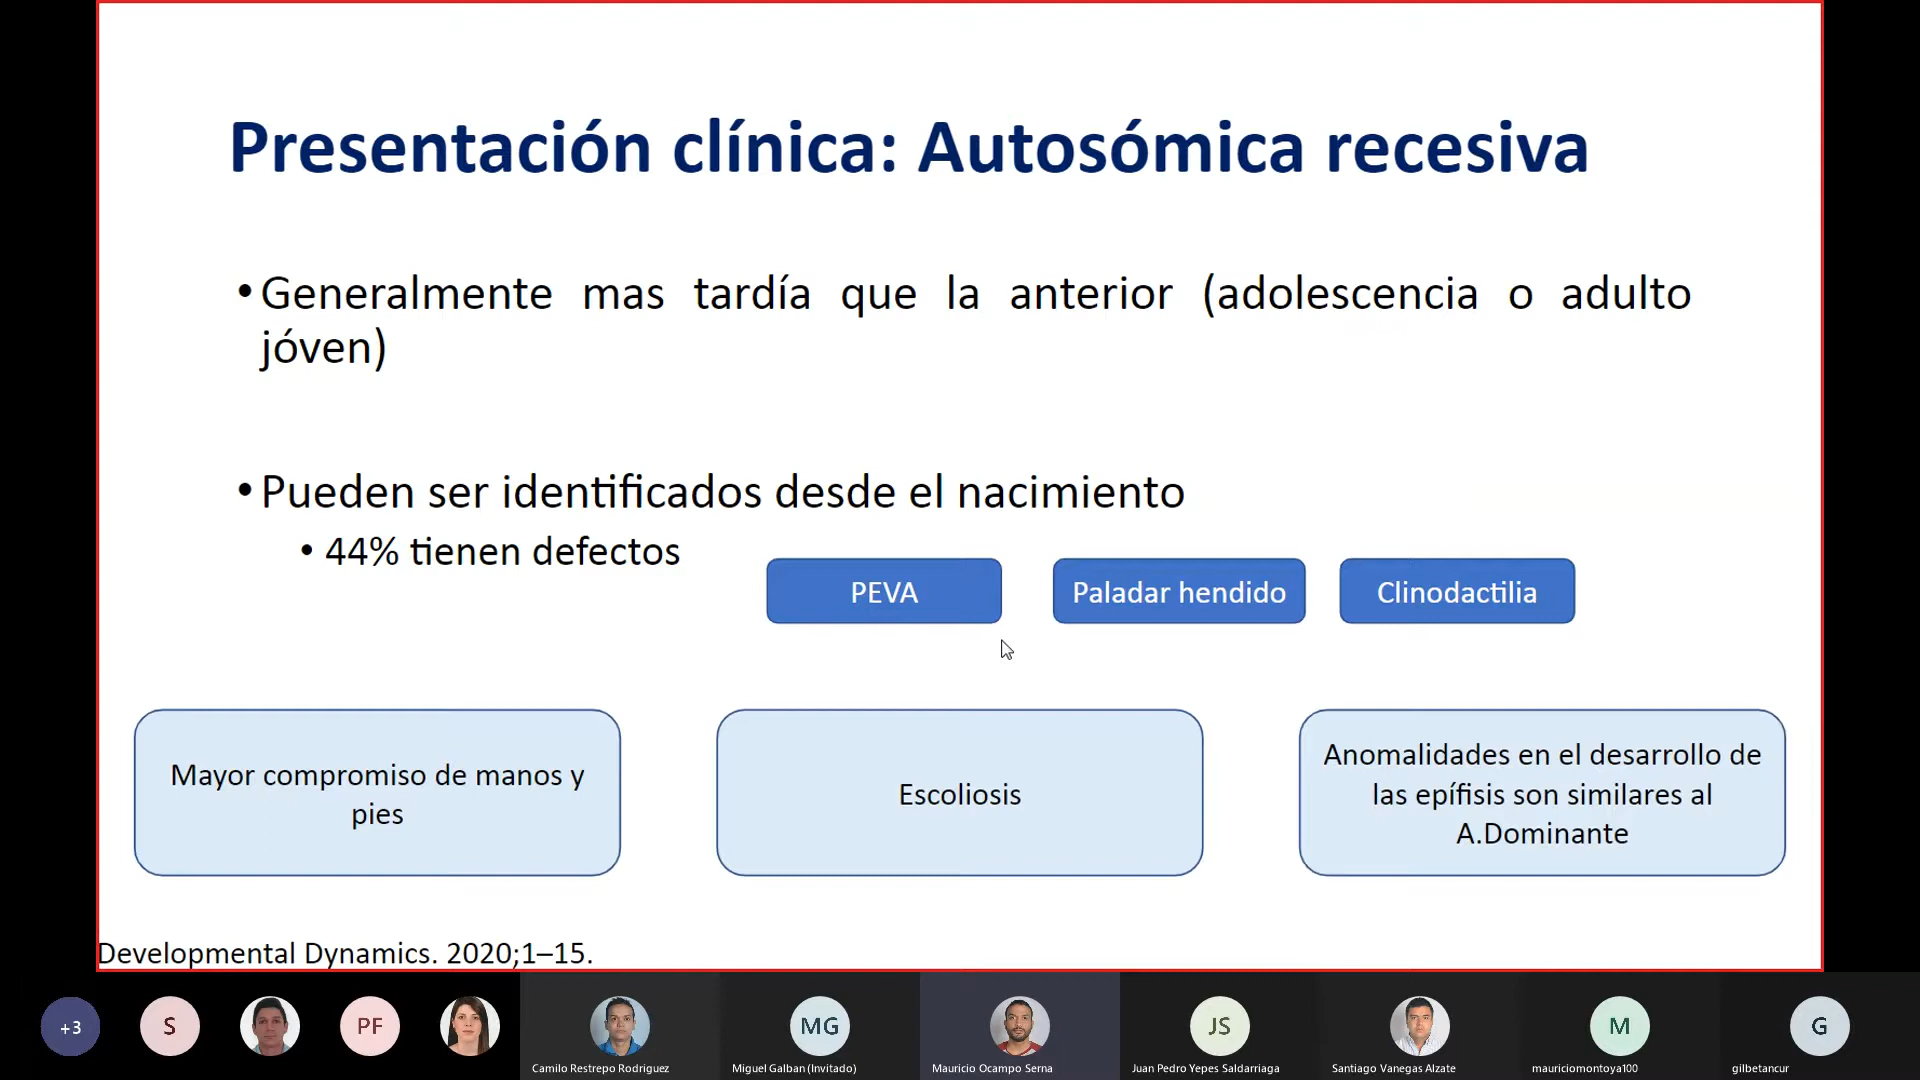 Presentación clínica: Autosómica recesiva
•Generalmente mas tardía que la anterior (adolescencia o adulto
jóven)
•Pueden ser identificados desde el nacimiento
• 44% tienen defectos
PEVA
Paladar hendido
Clinodactilia
Mayor compromiso de manos y
pies
Escoliosis
Anomalidades en el desarrollo de
las epífisis son similares al
A.Dominante
Developmental Dynamics. 2020;1–15.
+3
S
PF
MG
JS
M
G
Camilo Restrepo Rodriguez
Miguel Galban (Invitado)
Mauricio Ocampo Serna
Juan Pedro Yepes Saldarriaga
Santiago Vanegas Alzate
mauriciomontoya100
gilbetancur